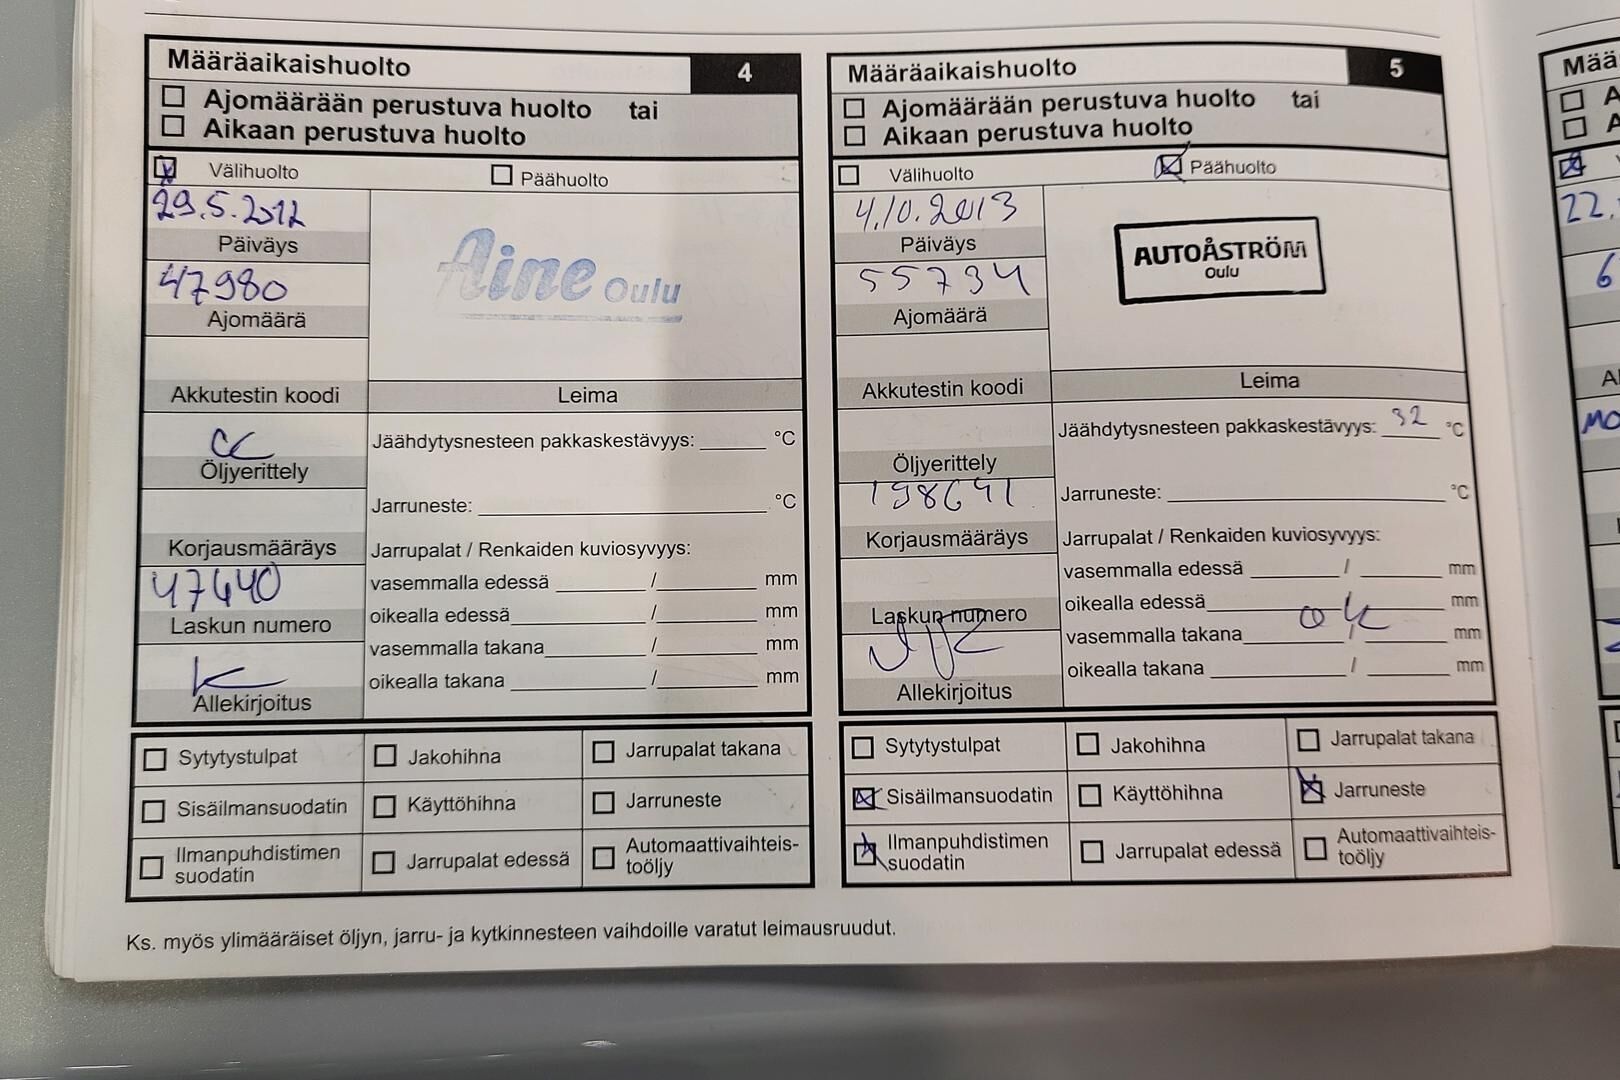 Määräaikaishuolto 4
Ajomäärään perustuva huolto tai
Aikaan perustuva huolto
Välihuolto Päähuolto
29.5.2012
Päiväys
47980
Ajomäärä
Aine Oulu
Akkutestin koodi
Leima
Öljyerittely
Jäähdytysnesteen pakkaskestävyys: °C
Jarruneste: °C
Korjausmääräys
47440
Laskun numero
Allekirjoitus
Jarrupalat / Renkaiden kuviosyvyys:
vasemmalla edessä / mm
oikealla edessä / mm
vasemmalla takana / mm
oikealla takana / mm
Sytytystulpat Jakohihna Jarrupalat takana
Sisäilmansuodatin Käyttöhihna Jarruneste
Ilmanpuhdistimen
suodatin
Jarrupalat edessä
Automaattivaihteis-
toöljy
Määräaikaishuolto 5
Ajomäärään perustuva huolto tai
Aikaan perustuva huolto
Välihuolto Päähuolto
4.10.2013
Päiväys
55734
Ajomäärä
AUTOÅSTRÖM
Oulu
Akkutestin koodi
Leima
Öljyerittely
198641
Korjausmääräys
Laskun numero
Allekirjoitus
Jäähdytysnesteen pakkaskestävyys: 32 °C
Jarruneste: °C
Jarrupalat / Renkaiden kuviosyvyys:
vasemmalla edessä / mm
oikealla edessä mm
ok
vasemmalla takana / mm
oikealla takana / mm
Sytytystulpat Jakohihna Jarrupalat takana
Sisäilmansuodatin Käyttöhihna Jarruneste
Ilmanpuhdistimen
suodatin
Jarrupalat edessä
Automaattivaihteis-
toöljy
Ks. myös ylimääräiset öljyn, jarru- ja kytkinnesteen vaihdoille varatut leimausruudut.
Mää
A
A
22.
6